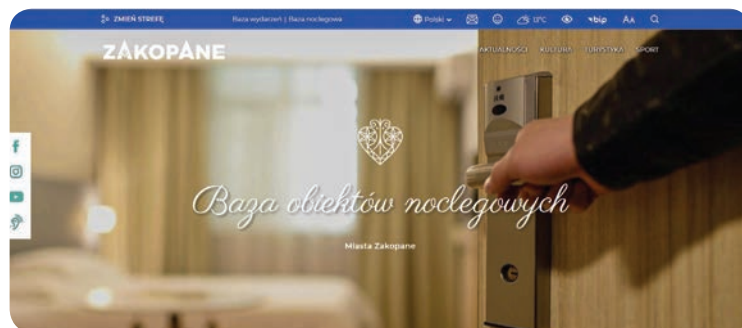 ZMIEŃ STREFĘ
Baza wydarzeń | Baza noclegowa
Polski
13°C
bip
AA
ZAKOPANE
AKTUALNOŚCI KULTURA TURYSTYKA SPORT
Baza obiektów noclegowych
Miasta Zakopane